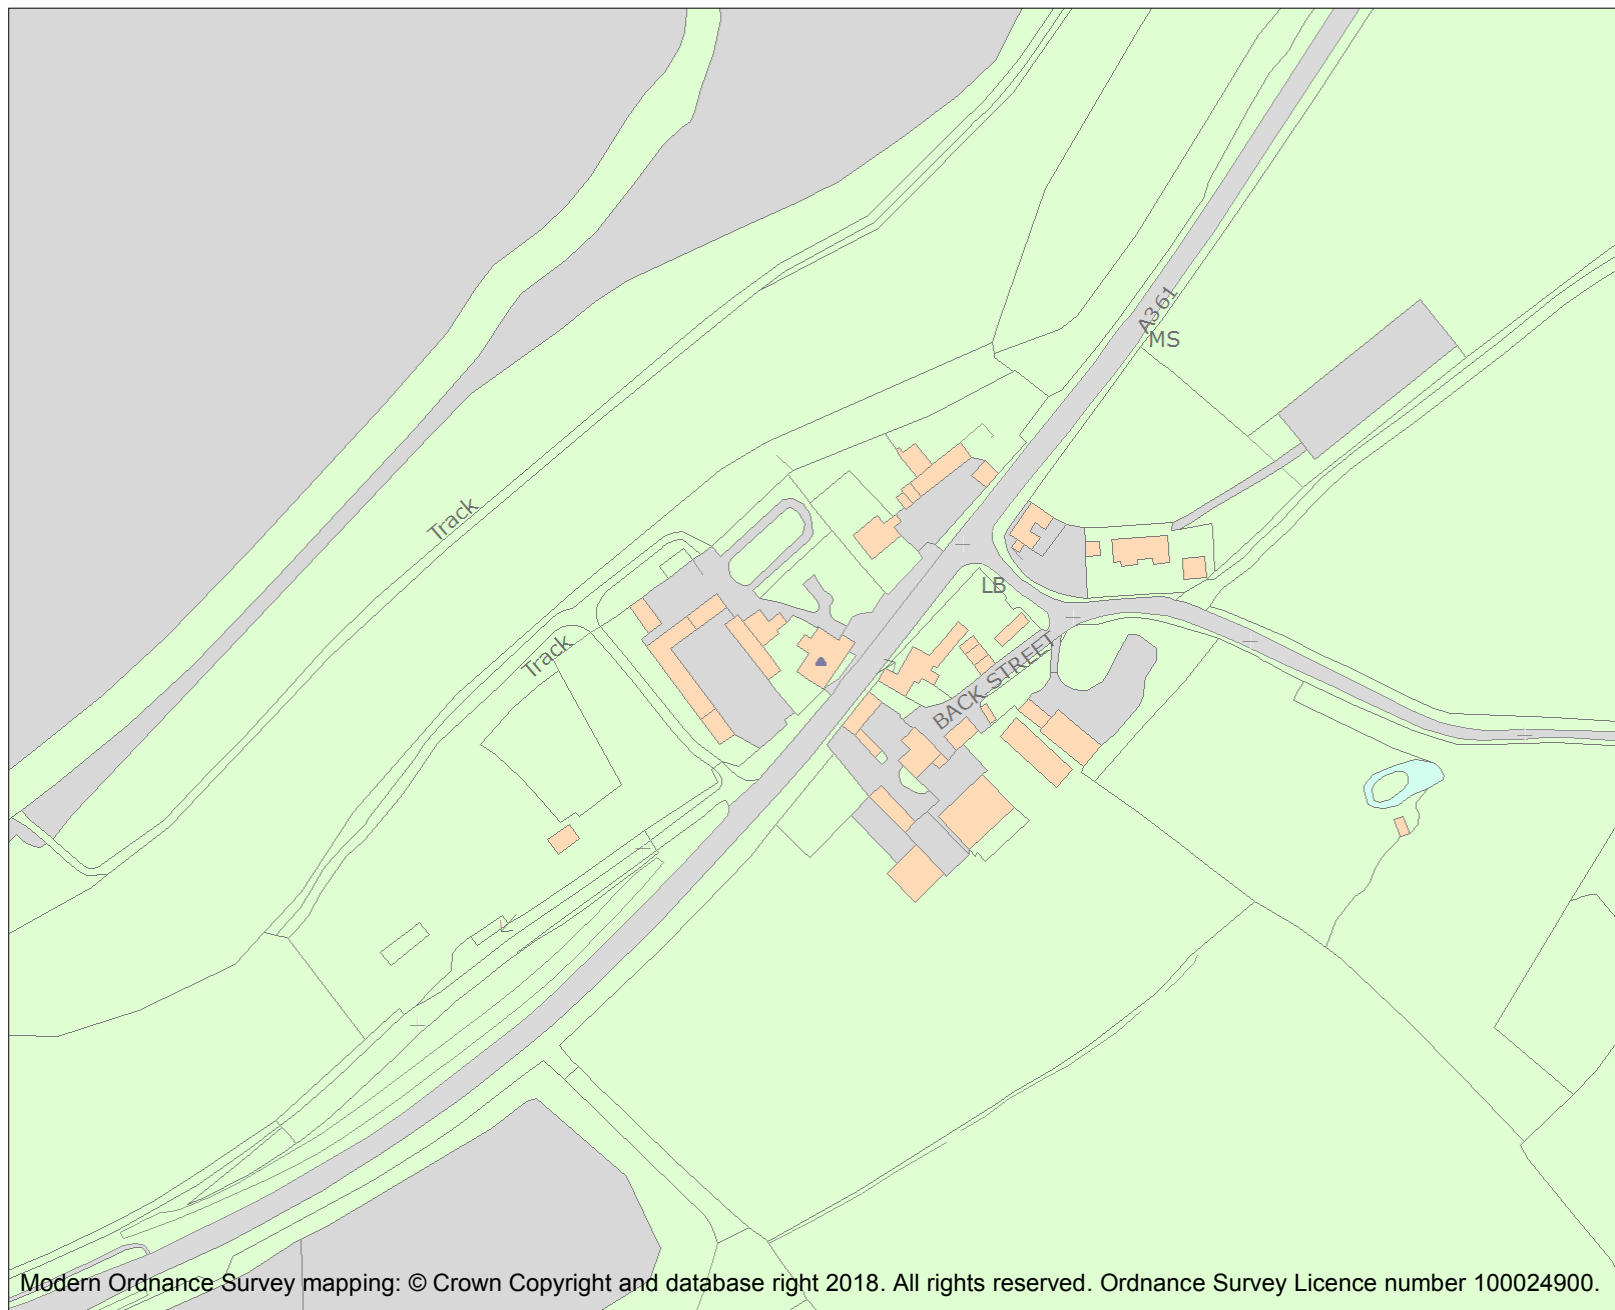 A361
MS
Track
LB
Track
BACK STREET
Modern Ordnance Survey mapping: © Crown Copyright and database right 2018. All rights reserved. Ordnance Survey Licence number 100024900.